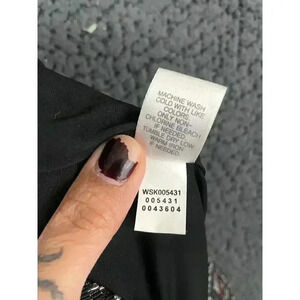 MACHINE WASH
COLD WITH LIKE
COLORS.
ONLY NON-
CHLORINE BLEACH
IF NEEDED.
TUMBLE DRY LOW.
WARM IRON
IF NEEDED.
WSK005431
005431
0043604